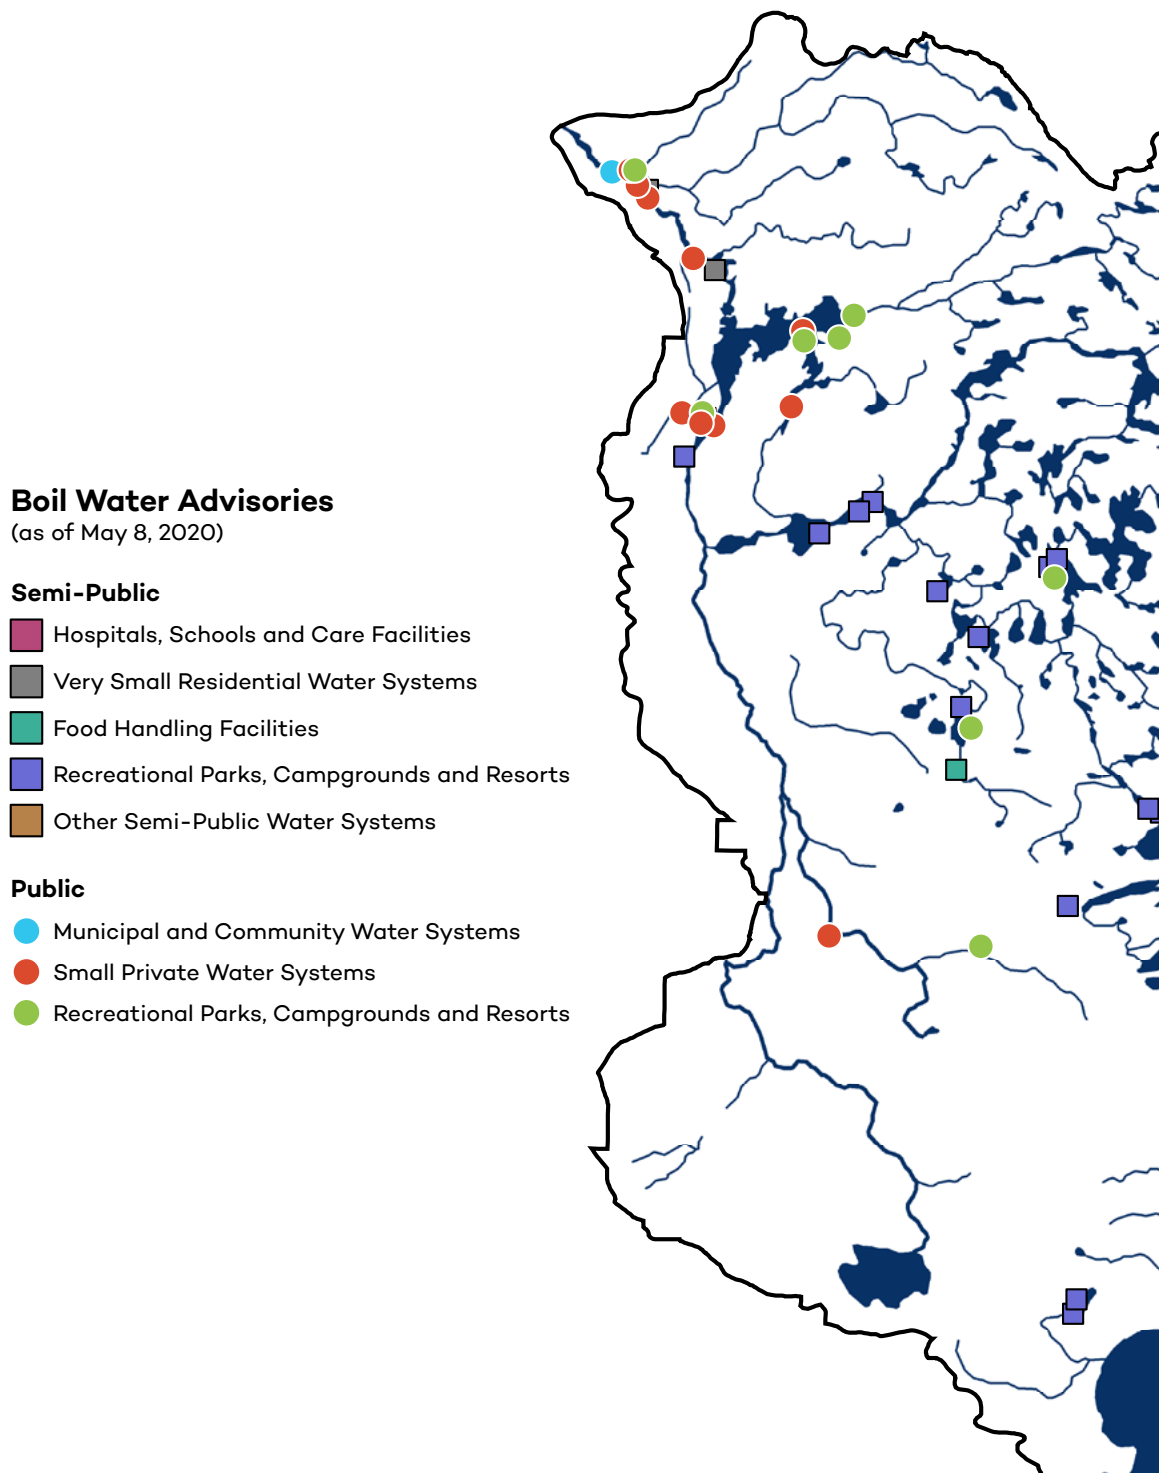 Boil Water Advisories
(as of May 8, 2020)
Semi-Public
Hospitals, Schools and Care Facilities
Very Small Residential Water Systems
Food Handling Facilities
Recreational Parks, Campgrounds and Resorts
Other Semi-Public Water Systems
Public
Municipal and Community Water Systems
Small Private Water Systems
Recreational Parks, Campgrounds and Resorts